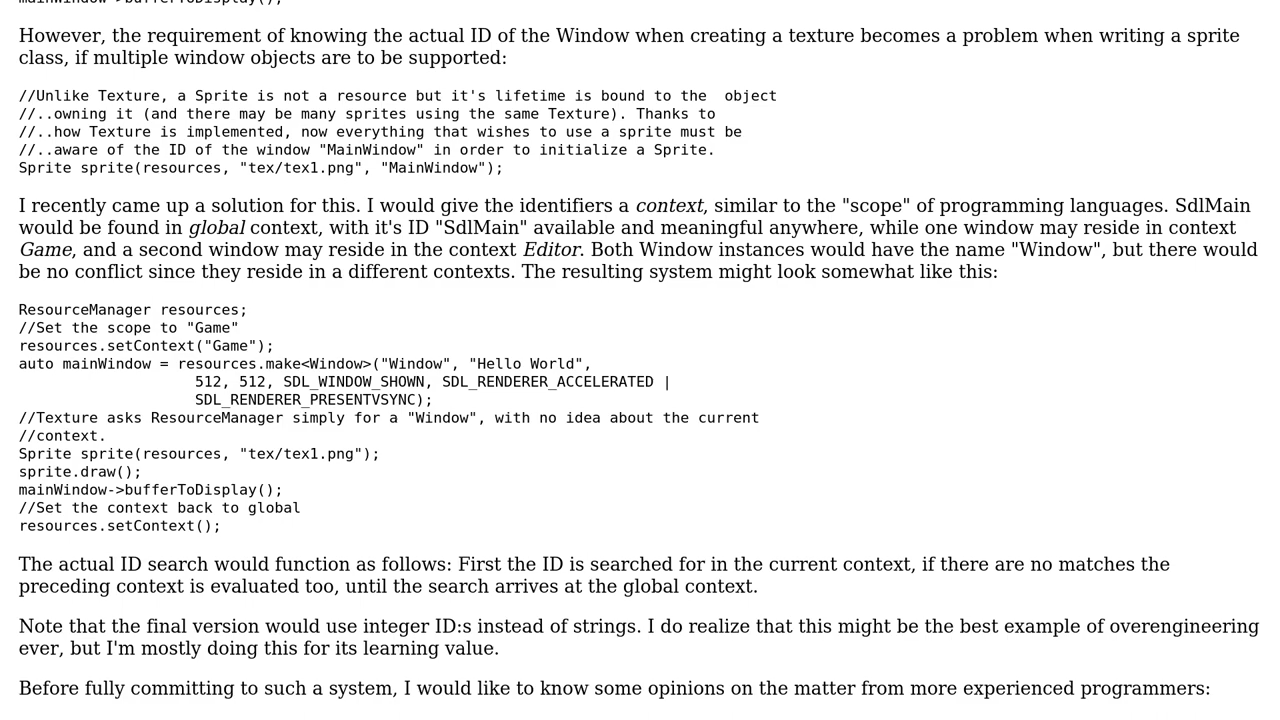 mainWindow->bufferToDisplay();
However, the requirement of knowing the actual ID of the Window when creating a texture becomes a problem when writing a sprite
class, if multiple window objects are to be supported:
//Unlike Texture, a Sprite is not a resource but it's lifetime is bound to the  object
//..owning it (and there may be many sprites using the same Texture). Thanks to
//..how Texture is implemented, now everything that wishes to use a sprite must be
//..aware of the ID of the window "MainWindow" in order to initialize a Sprite.
Sprite sprite(resources, "tex/tex1.png", "MainWindow");
I recently came up a solution for this. I would give the identifiers a context, similar to the "scope" of programming languages. SdlMain
would be found in global context, with it's ID "SdlMain" available and meaningful anywhere, while one window may reside in context
Game, and a second window may reside in the context Editor. Both Window instances would have the name "Window", but there would
be no conflict since they reside in a different contexts. The resulting system might look somewhat like this:
ResourceManager resources;
//Set the scope to "Game"
resources.setContext("Game");
auto mainWindow = resources.make<Window>("Window", "Hello World",
                    512, 512, SDL_WINDOW_SHOWN, SDL_RENDERER_ACCELERATED |
                    SDL_RENDERER_PRESENTVSYNC);
//Texture asks ResourceManager simply for a "Window", with no idea about the current
//context.
Sprite sprite(resources, "tex/tex1.png");
sprite.draw();
mainWindow->bufferToDisplay();
//Set the context back to global
resources.setContext();
The actual ID search would function as follows: First the ID is searched for in the current context, if there are no matches the
preceding context is evaluated too, until the search arrives at the global context.
Note that the final version would use integer ID:s instead of strings. I do realize that this might be the best example of overengineering
ever, but I'm mostly doing this for its learning value.
Before fully committing to such a system, I would like to know some opinions on the matter from more experienced programmers: